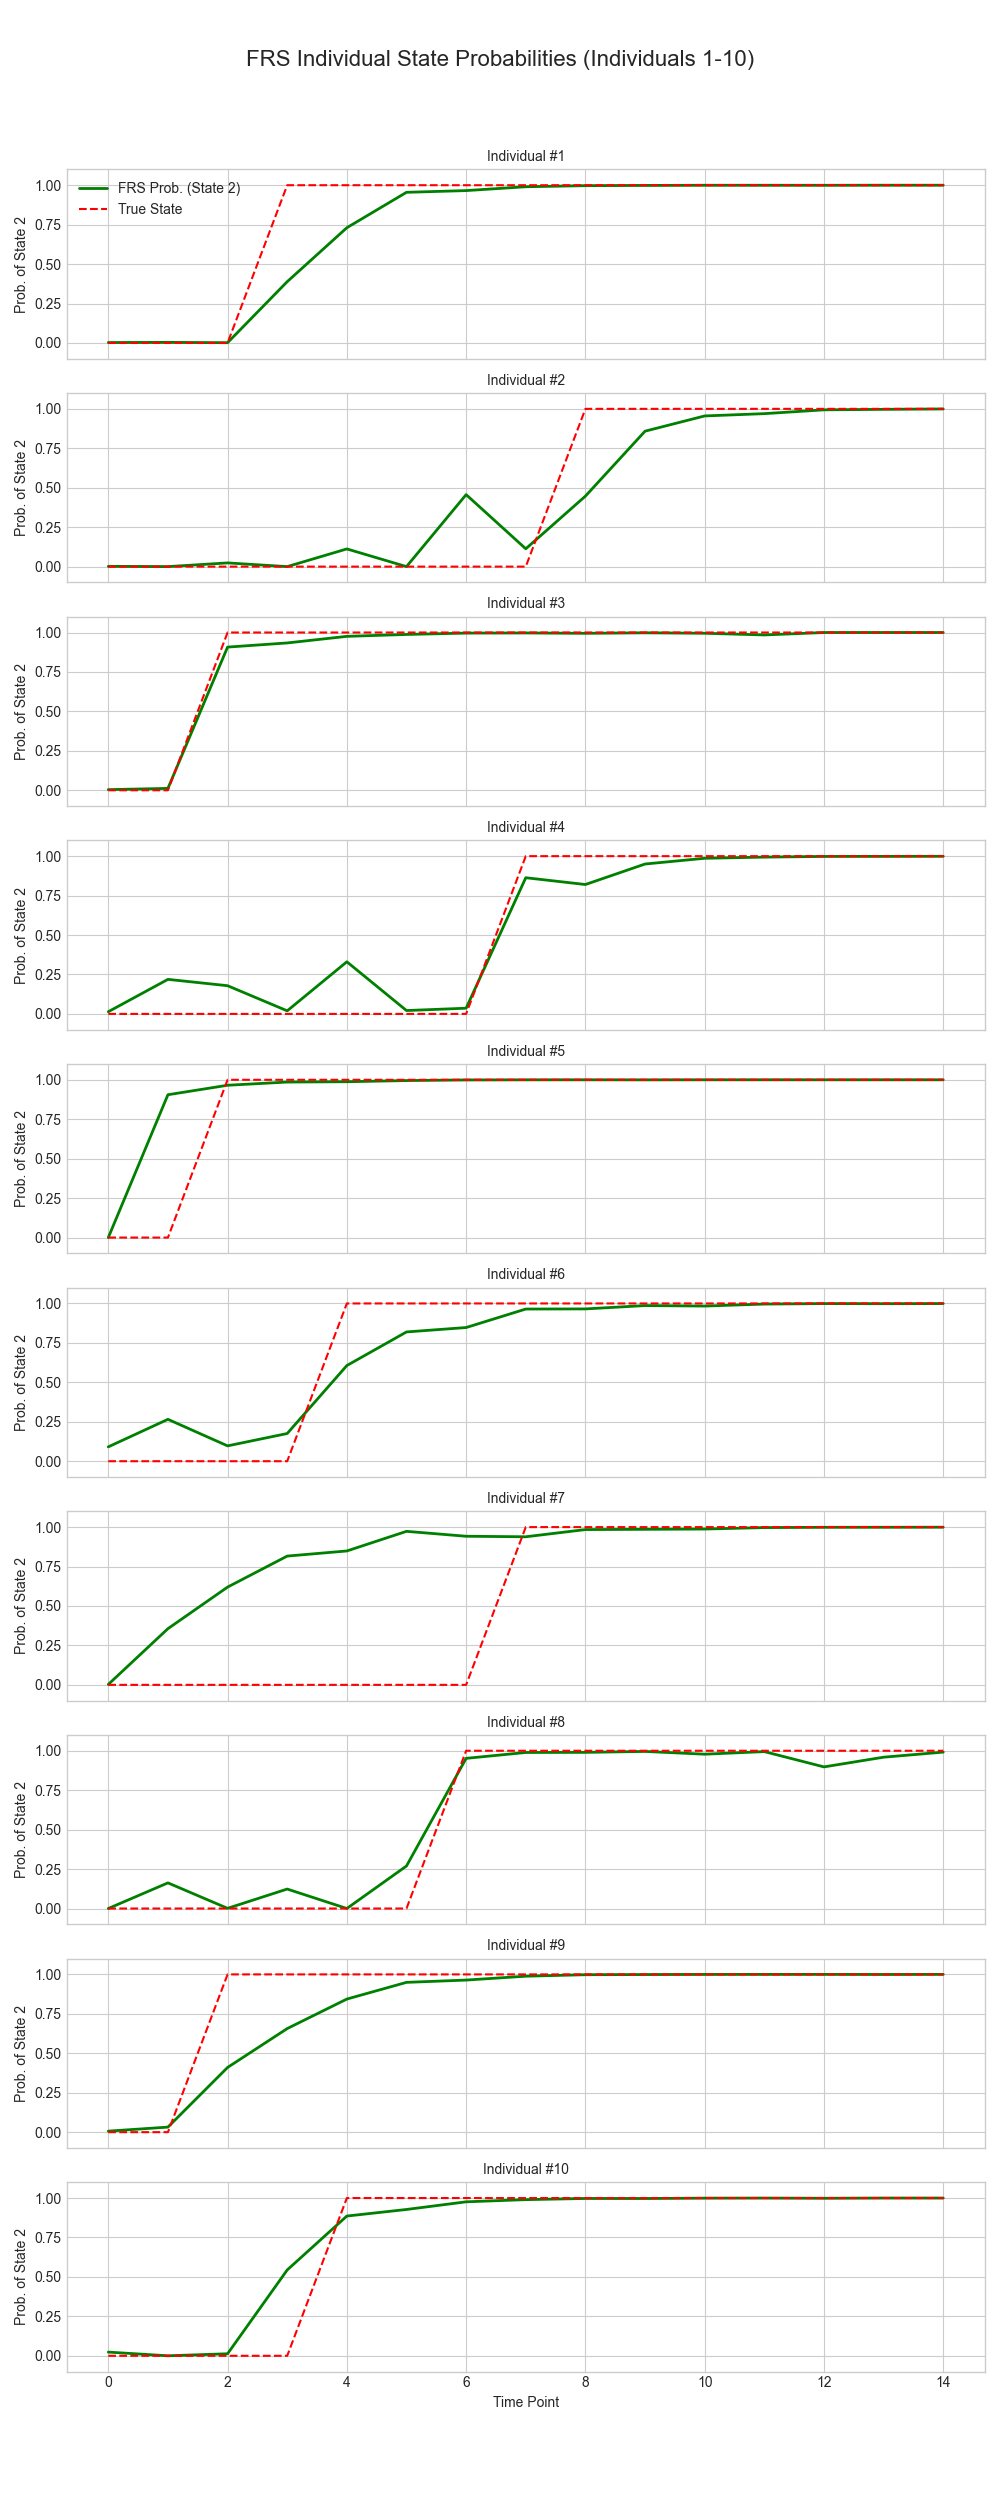 FRS Individual State Probabilities (Individuals 1-10)
Individual #1
FRS Prob. (State 2)
True State
Prob. of State 2
1.00
0.75
0.50
0.25
0.00
Individual #2
Prob. of State 2
1.00
0.75
0.50
0.25
0.00
Individual #3
Prob. of State 2
1.00
0.75
0.50
0.25
0.00
Individual #4
Prob. of State 2
1.00
0.75
0.50
0.25
0.00
Individual #5
Prob. of State 2
1.00
0.75
0.50
0.25
0.00
Individual #6
Prob. of State 2
1.00
0.75
0.50
0.25
0.00
Individual #7
Prob. of State 2
1.00
0.75
0.50
0.25
0.00
Individual #8
Prob. of State 2
1.00
0.75
0.50
0.25
0.00
Individual #9
Prob. of State 2
1.00
0.75
0.50
0.25
0.00
Individual #10
Prob. of State 2
1.00
0.75
0.50
0.25
0.00
0 2 4 6 8 10 12 14
Time Point